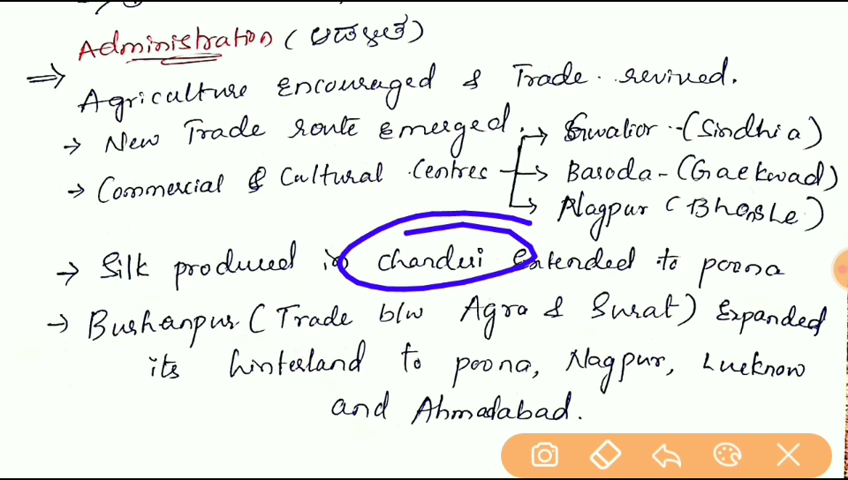 Administration (ಆಡಳಿತ)
⇒ Agriculture Encouraged & Trade revived.
→ New Trade route Emerged.
→ Gwalior - (Sindhia)
→ Commercial & Cultural Centres
→ Baroda - (Gaekwad)
→ Nagpur (Bhonsle)
→ Silk produced in Chanderi Extended to poona
→ Burhanpur (Trade b/w Agra & Surat) Expanded
its hinterland to poona, Nagpur, Lucknow
and Ahmadabad.